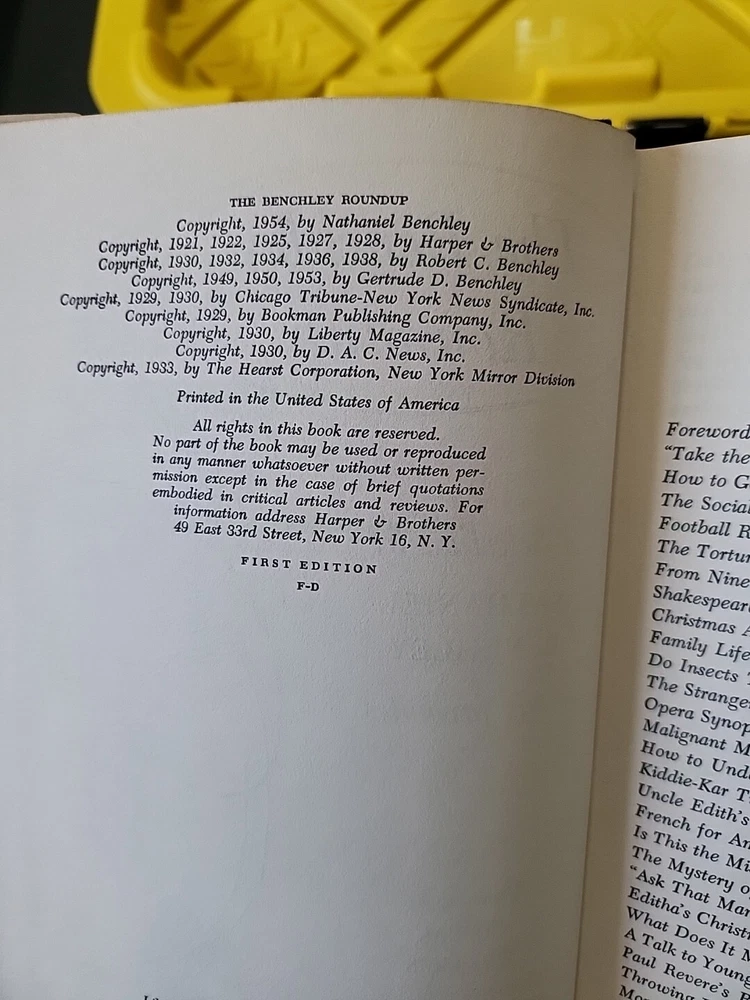 HDX
THE BENCHLEY ROUNDUP
Copyright, 1954, by Nathaniel Benchley
Copyright, 1921, 1922, 1925, 1927, 1928, by Harper & Brothers
Copyright, 1930, 1932, 1934, 1936, 1938, by Robert C. Benchley
Copyright, 1949, 1950, 1953, by Gertrude D. Benchley
Copyright, 1929, 1930, by Chicago Tribune-New York News Syndicate, Inc.
Copyright, 1929, by Bookman Publishing Company, Inc.
Copyright, 1930, by Liberty Magazine, Inc.
Copyright, 1930, by D. A. C. News, Inc.
Copyright, 1933, by The Hearst Corporation, New York Mirror Division
Printed in the United States of America
All rights in this book are reserved.
No part of the book may be used or reproduced
in any manner whatsoever without written per-
mission except in the case of brief quotations
embodied in critical articles and reviews. For
information address Harper & Brothers
49 East 33rd Street, New York 16, N. Y.
FIRST EDITION
F-D
Foreword
"Take the
How to G
The Social
Football R
The Tortur
From Nine
Shakespear
Christmas A
Family Life
Do Insects
The Strange
Opera Synop
Malignant M
How to Und
Kiddie-Kar T
Uncle Edith's
French for Am
Is This the Mi
The Mystery o
"Ask That Man
Editha's Christ
What Does It M
A Talk to Young
Paul Revere's
Throwing